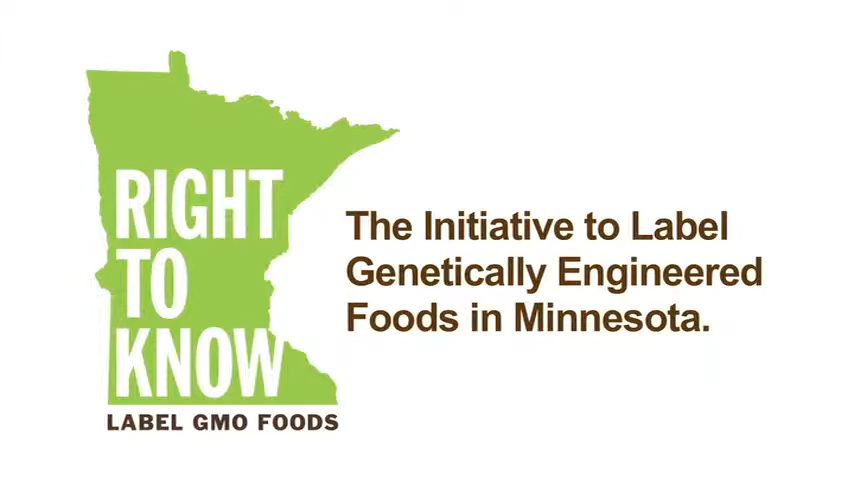 RIGHT
TO
KNOW
LABEL GMO FOODS
The Initiative to Label
Genetically Engineered
Foods in Minnesota.